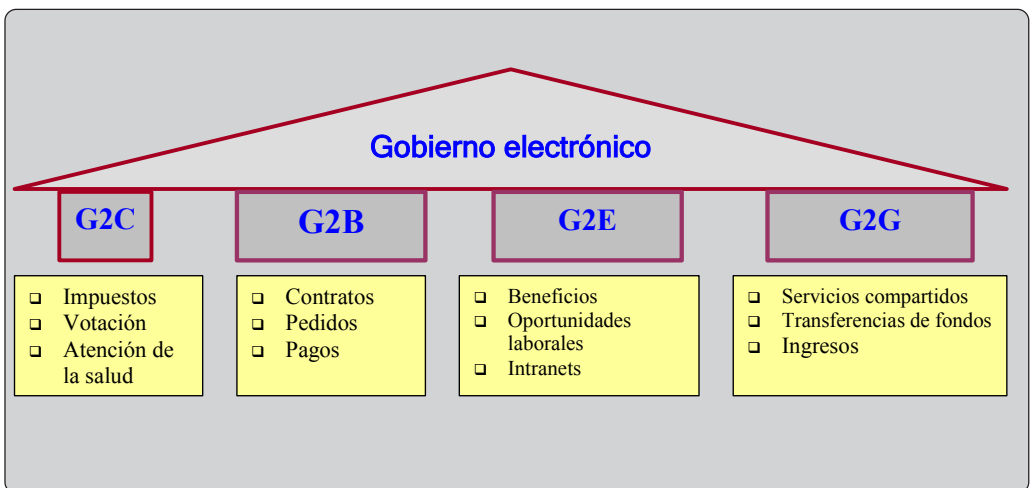 Gobierno electrónico
G2C
G2B
G2E
G2G
❑ Impuestos
❑ Votación
❑ Atención de
la salud
❑ Contratos
❑ Pedidos
❑ Pagos
❑ Beneficios
❑ Oportunidades
laborales
❑ Intranets
❑ Servicios compartidos
❑ Transferencias de fondos
❑ Ingresos